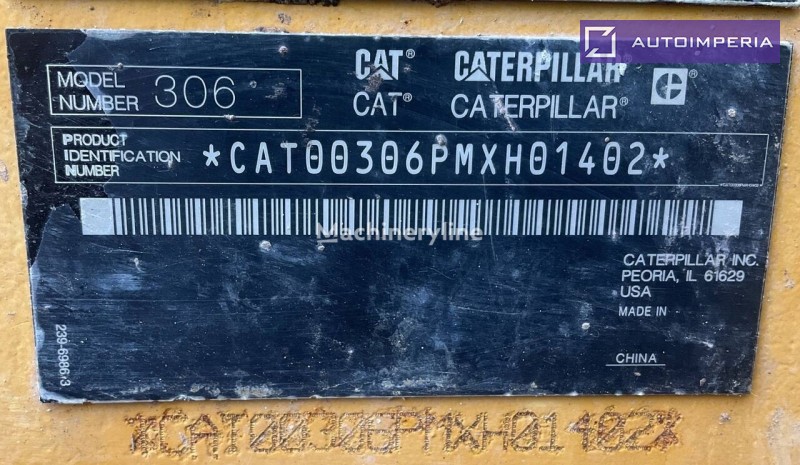 AUTOIMPERIA
MODEL NUMBER 306
CAT® CATERPILLAR®
CAT® CATERPILLAR®
PRODUCT IDENTIFICATION NUMBER *CAT00306PMXH01402*
Machineryline
CATERPILLAR INC.
PEORIA, IL 61629
USA
MADE IN
CHINA
239-6986/3
*CAT00306PMXH01402*